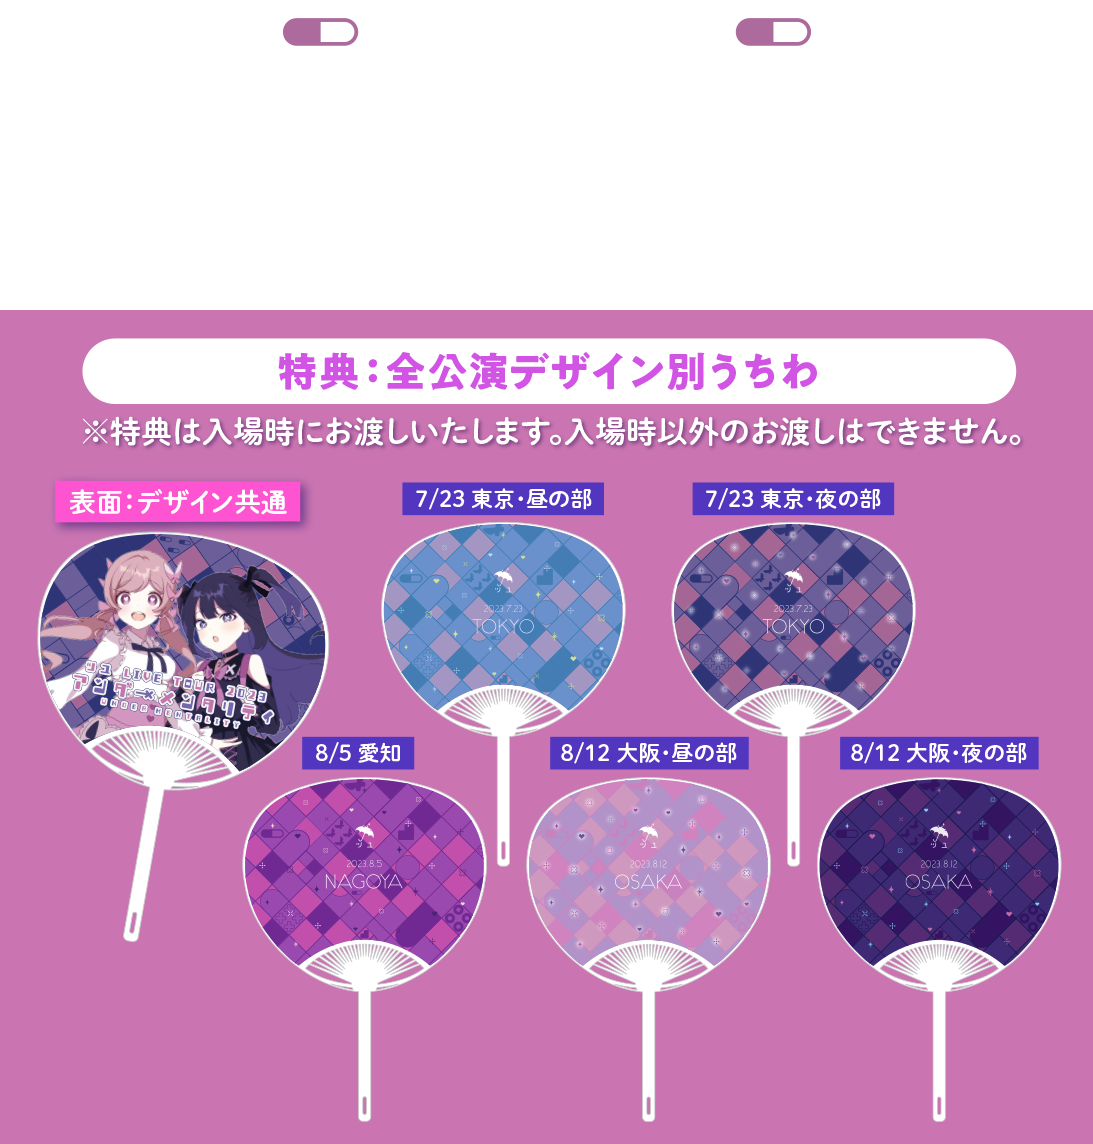 特典：全公演デザイン別うちわ
※特典は入場時にお渡しいたします。入場時以外のお渡しはできません。
表面：デザイン共通
7/23 東京・昼の部
7/23 東京・夜の部
ツユ
2023.7.23
TOKYO
ツユ
2023.7.23
TOKYO
ツユ LIVE TOUR 2023
アンダーメンタリティ
UNDER MENTALITY
8/5 愛知
8/12 大阪・昼の部
8/12 大阪・夜の部
ツユ
2023.8.5
NAGOYA
ツユ
2023.8.12
OSAKA
ツユ
2023.8.12
OSAKA